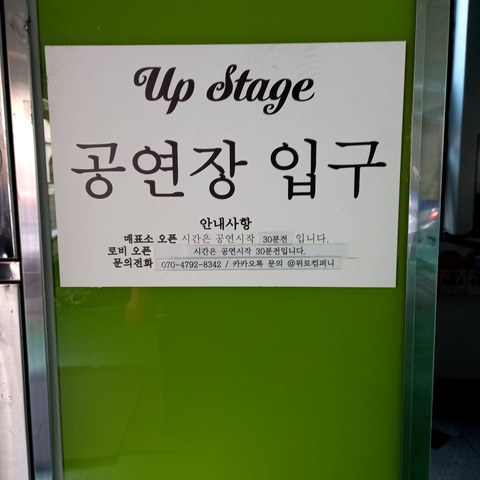 Up Stage
공연장 입구
안내사항
매표소 오픈 시간은 공연시작 30분전 입니다.
로비 오픈 시간은 공연시작 30분전입니다.
문의전화 070-4792-8342 / 카카오톡 문의 @위로컴퍼니